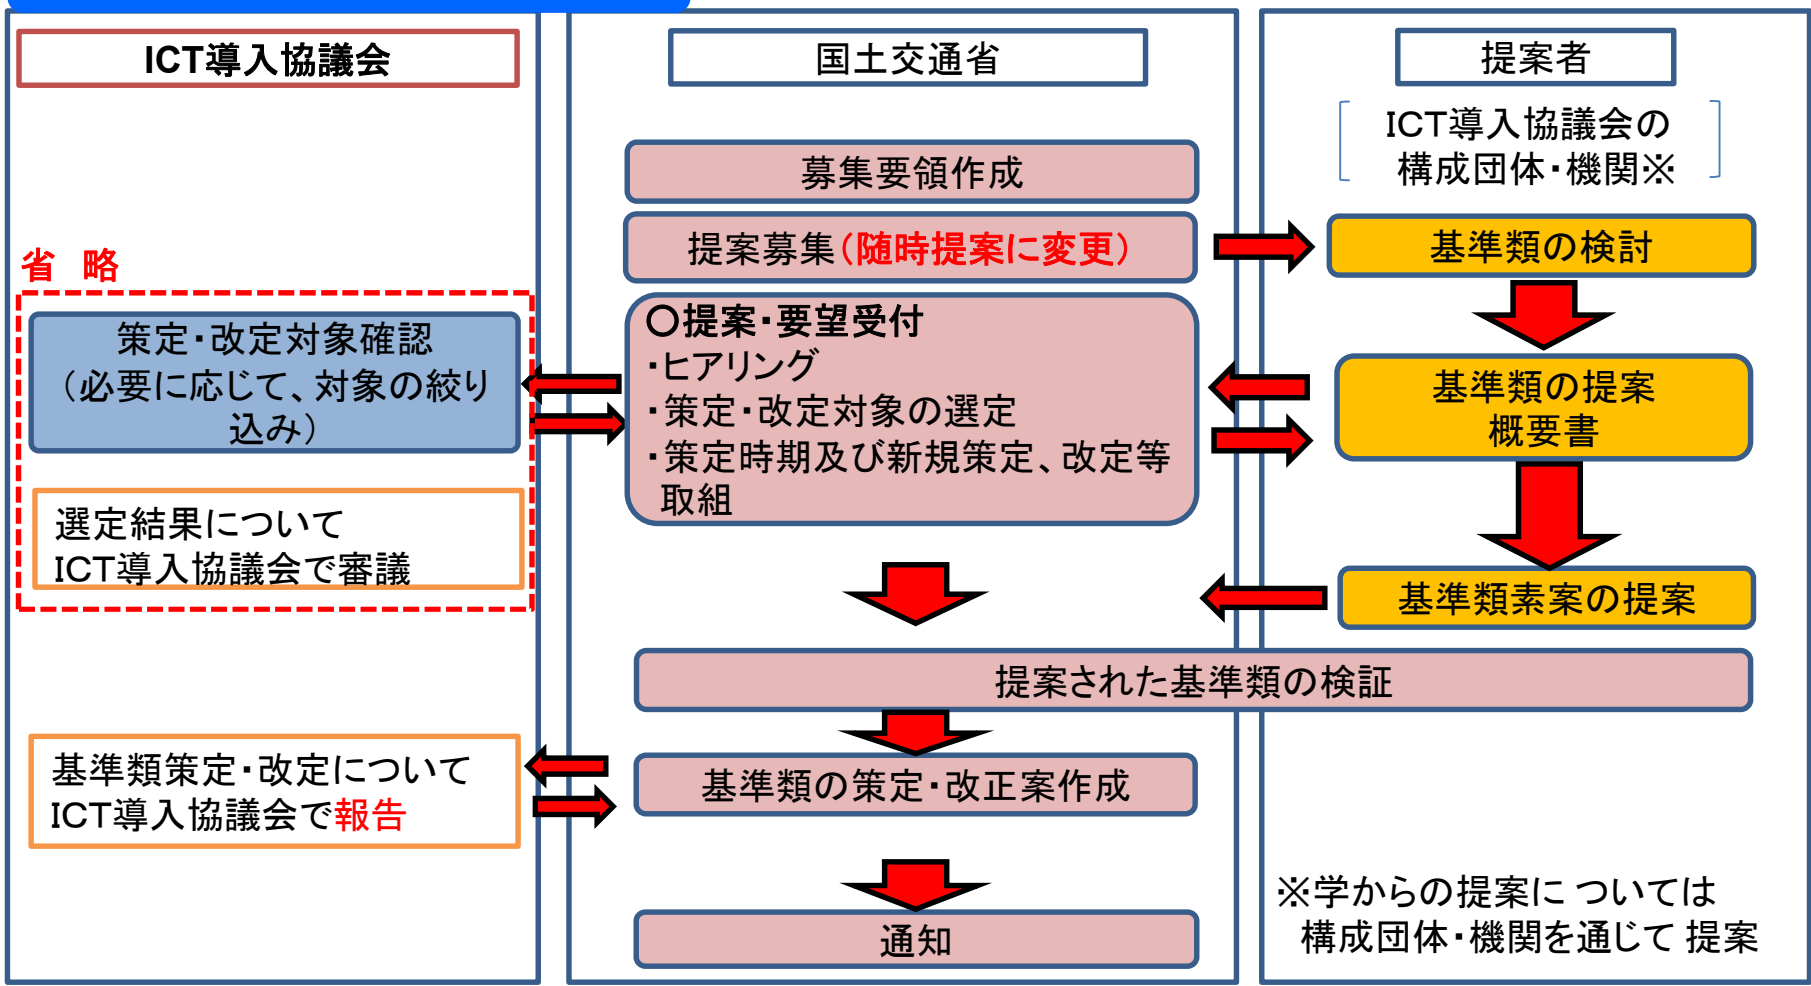 ICT導入協議会
省 略
策定・改定対象確認
（必要に応じて、対象の絞り
込み）
選定結果について
ICT導入協議会で審議
基準類策定・改定について
ICT導入協議会で報告
国土交通省
募集要領作成
提案募集（随時提案に変更）
〇提案・要望受付
・ヒアリング
・策定・改定対象の選定
・策定時期及び新規策定、改定等
取組
提案された基準類の検証
基準類の策定・改正案作成
通知
提案者
ICT導入協議会の
構成団体・機関※
基準類の検討
基準類の提案
概要書
基準類素案の提案
※学からの提案に ついては
構成団体・機関を通じて 提案